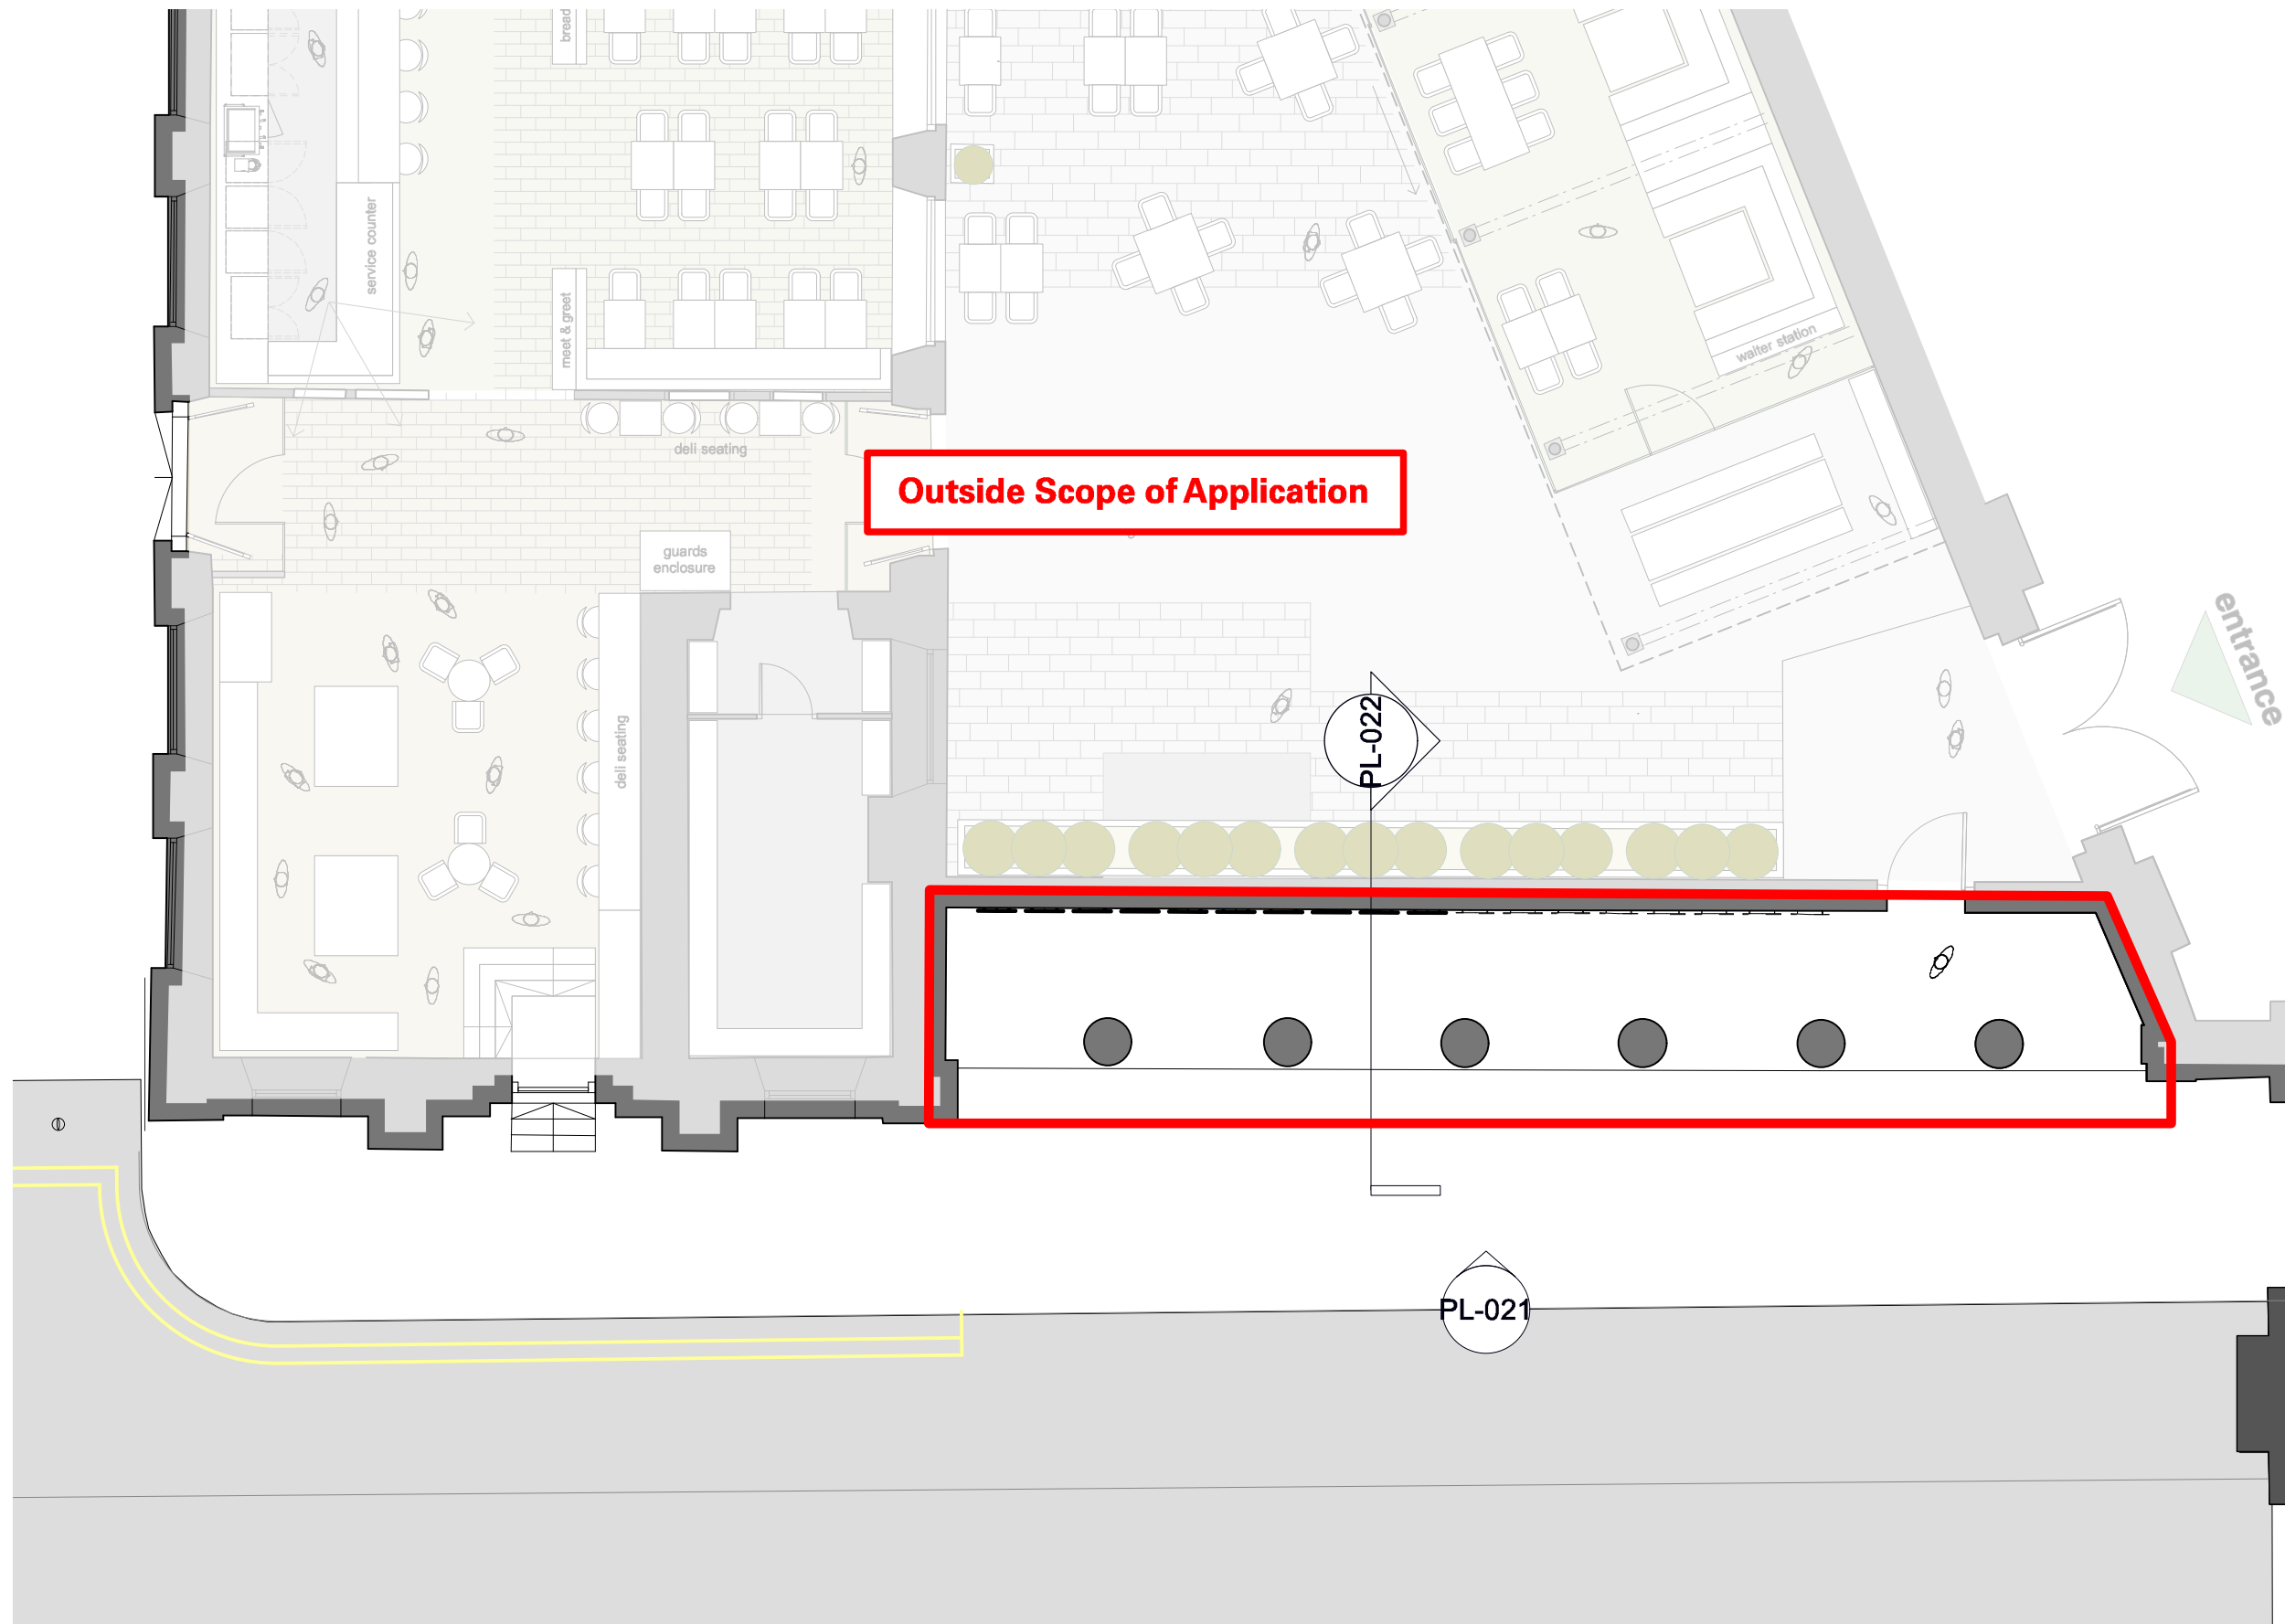 bread
service counter
meet & greet
waiter station
deli seating
Outside Scope of Application
guards
enclosure
entrance
deli seating
PL-022
PL-021